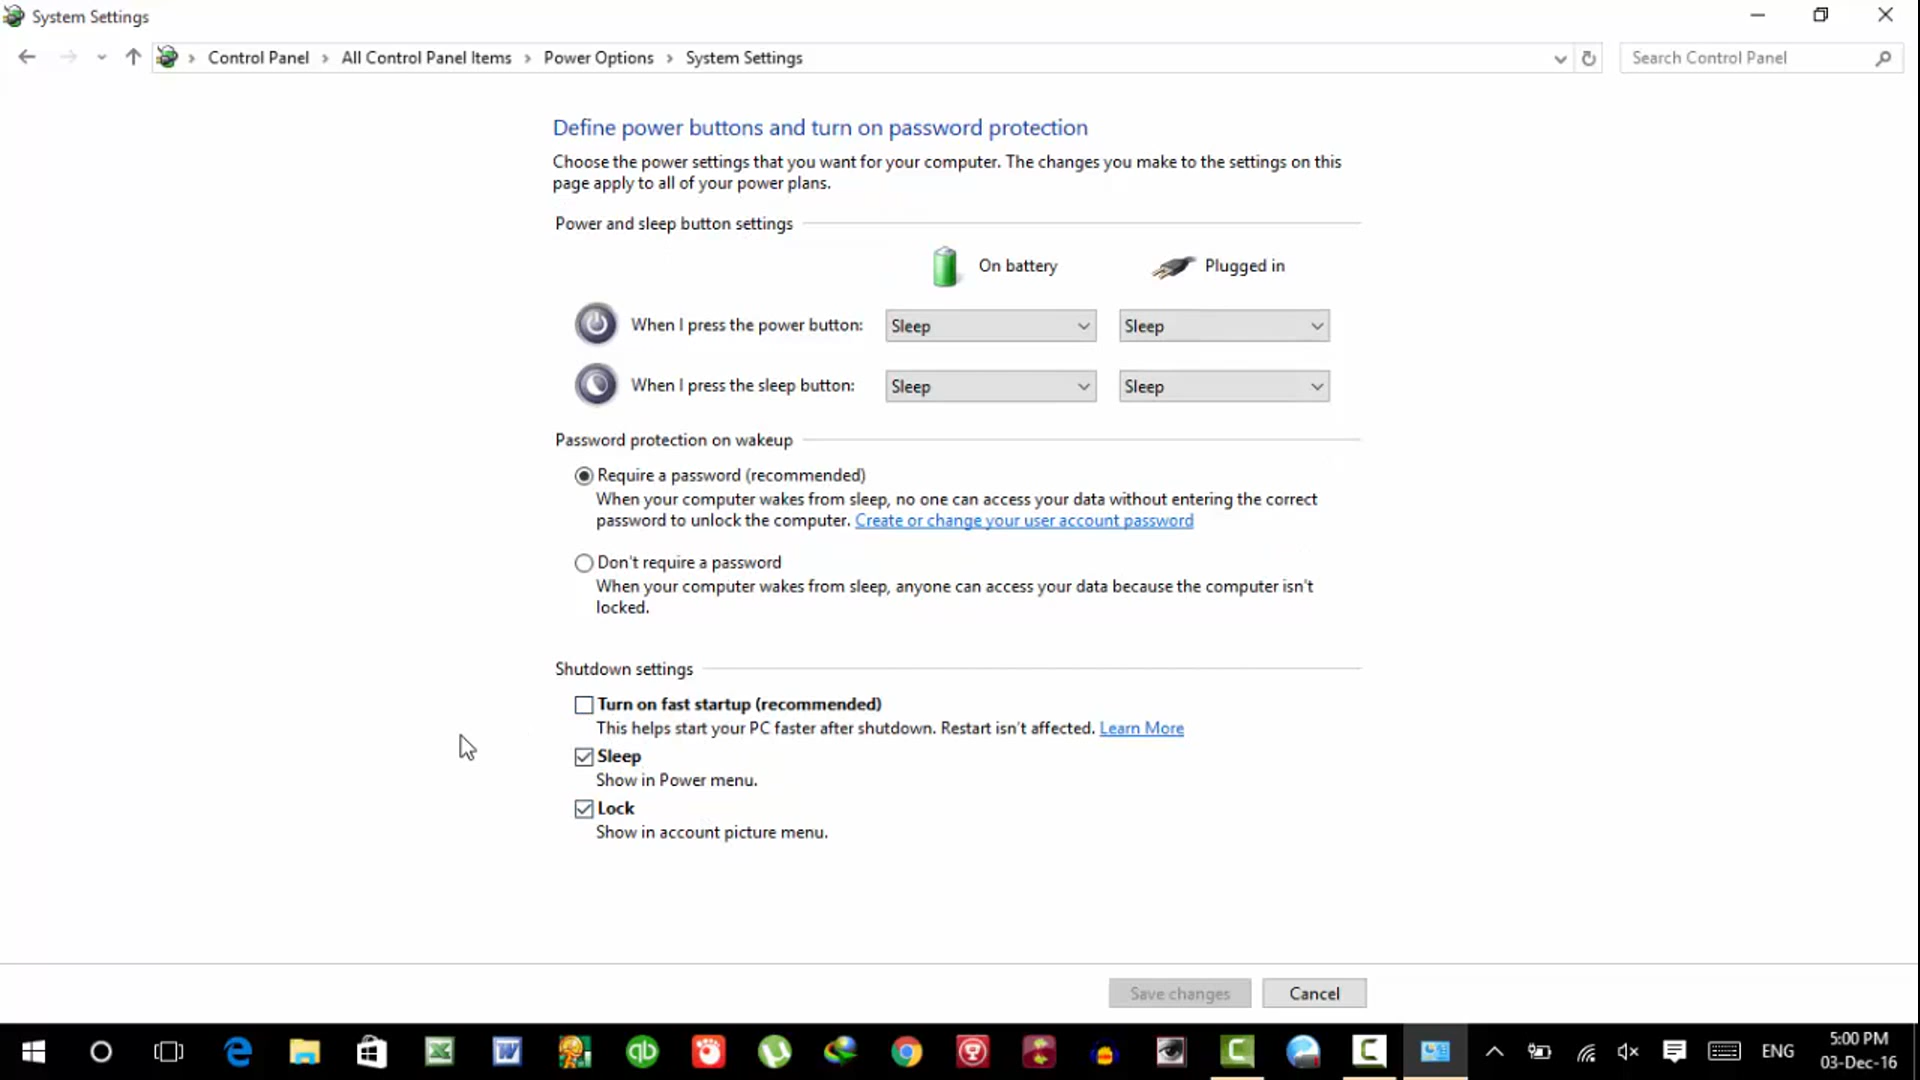 System Settings
Control Panel > All Control Panel Items > Power Options > System Settings
Search Control Panel
Define power buttons and turn on password protection
Choose the power settings that you want for your computer. The changes you make to the settings on this
page apply to all of your power plans.
Power and sleep button settings
On battery
Plugged in
When I press the power button: Sleep Sleep
When I press the sleep button: Sleep Sleep
Password protection on wakeup
Require a password (recommended)
When your computer wakes from sleep, no one can access your data without entering the correct
password to unlock the computer. Create or change your user account password
Don't require a password
When your computer wakes from sleep, anyone can access your data because the computer isn't
locked.
Shutdown settings
Turn on fast startup (recommended)
This helps start your PC faster after shutdown. Restart isn't affected. Learn More
Sleep
Show in Power menu.
Lock
Show in account picture menu.
Save changes
Cancel
qb
ENG
5:00 PM
03-Dec-16